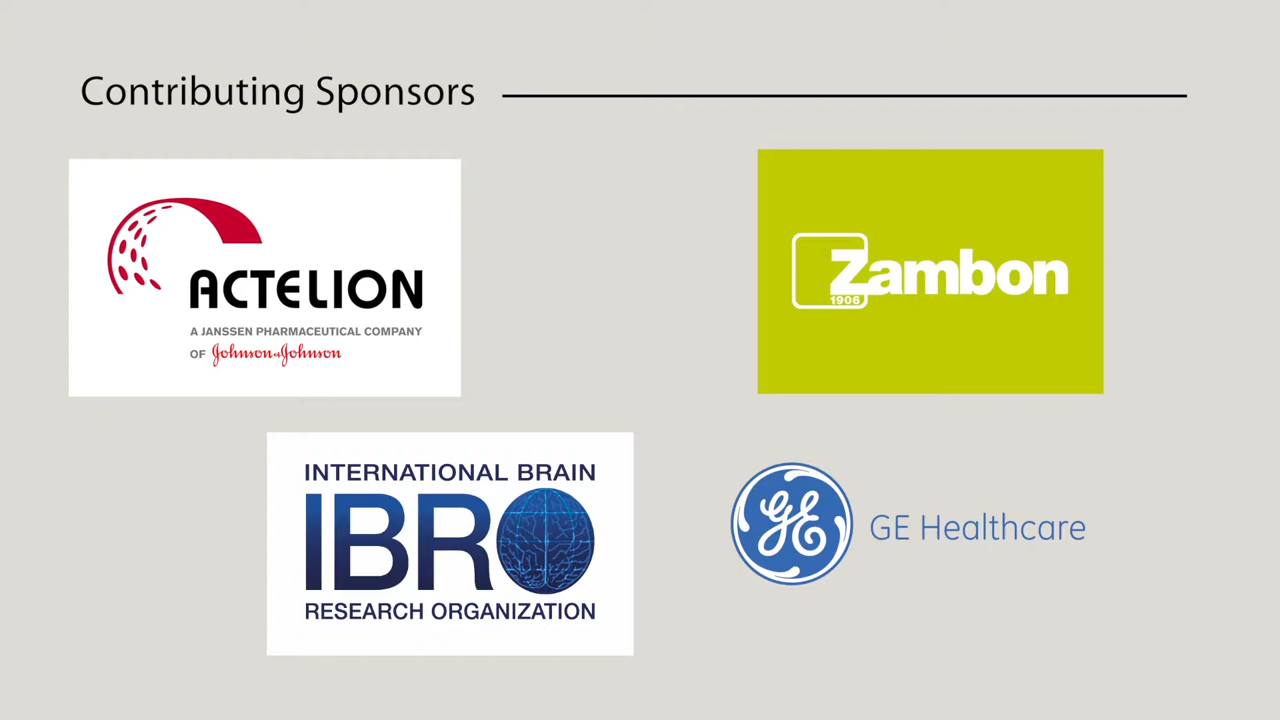 Contributing Sponsors
ACTELION
A JANSSEN PHARMACEUTICAL COMPANY
OF Johnson&Johnson
Zambon
1906
INTERNATIONAL BRAIN
IBRO
RESEARCH ORGANIZATION
GE
GE Healthcare